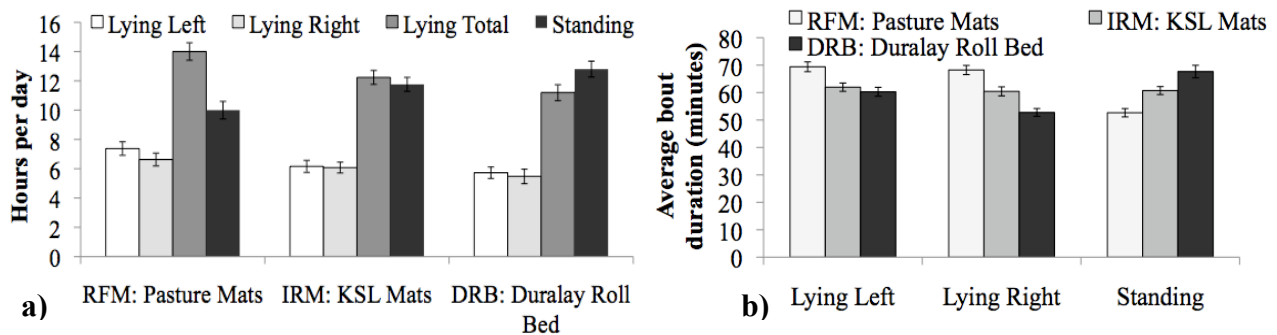 Lying Left
Lying Right
Lying Total
Standing
16
14
12
10
8
6
4
2
0
Hours per day
RFM: Pasture Mats
IRM: KSL Mats
DRB: Duralay Roll
Bed
a)
RFM: Pasture Mats
IRM: KSL Mats
DRB: Duralay Roll Bed
80
70
60
50
40
30
20
10
0
Average bout
duration (minutes)
Lying Left
Lying Right
Standing
b)